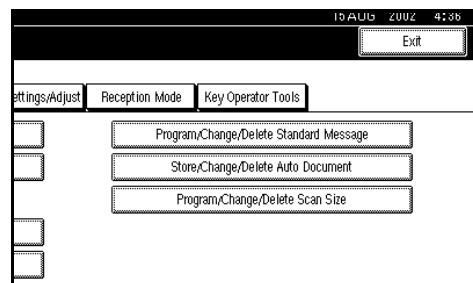 15 AUG 2002 4:36
Exit
ettings/Adjust Reception Mode Key Operator Tools
Program/Change/Delete Standard Message
Store/Change/Delete Auto Document
Program/Change/Delete Scan Size